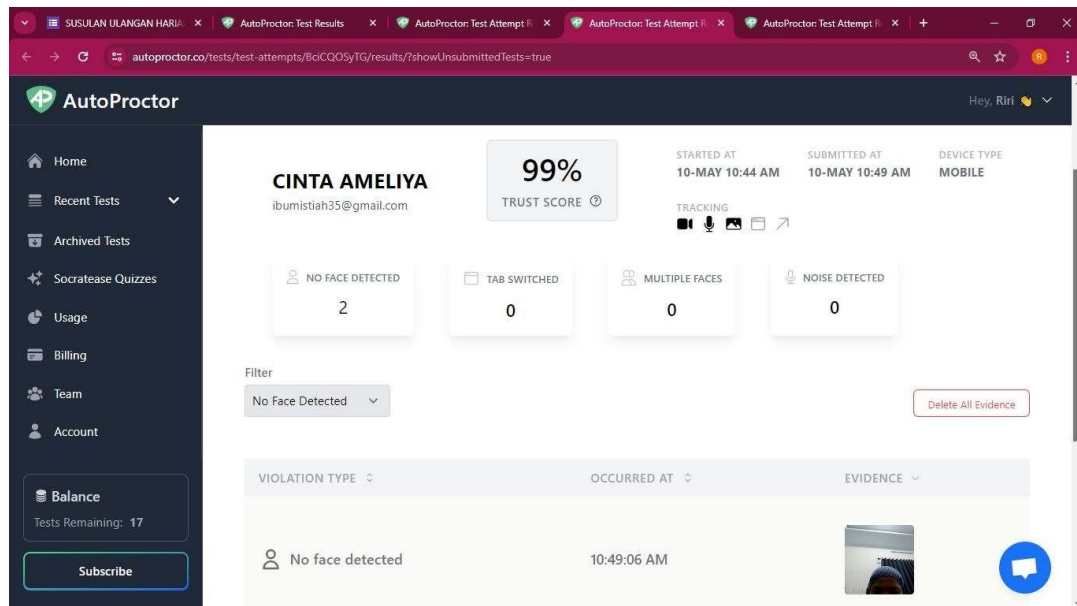 SUSULAN ULANGAN HARIA
AutoProctor: Test Results
AutoProctor: Test Attempt R
AutoProctor: Test Attempt R
AutoProctor: Test Attempt R
autoproctor.co/tests/test-attempts/BciCQOSyTG/results/?showUnsubmittedTests=true
R
AP
AutoProctor
Hey, Riri
Home
Recent Tests
Archived Tests
Socratease Quizzes
Usage
Billing
Team
Account
Balance
Tests Remaining: 17
Subscribe
CINTA AMELIYA
ibumistiah35@gmail.com
99%
TRUST SCORE
STARTED AT
10-MAY 10:44 AM
SUBMITTED AT
10-MAY 10:49 AM
DEVICE TYPE
MOBILE
TRACKING
NO FACE DETECTED
2
TAB SWITCHED
0
MULTIPLE FACES
0
NOISE DETECTED
0
Filter
No Face Detected
Delete All Evidence
VIOLATION TYPE
OCCURRED AT
EVIDENCE
No face detected
10:49:06 AM